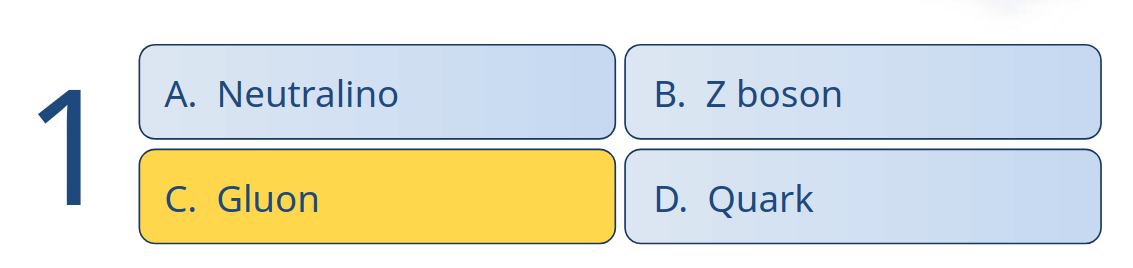 1
A. Neutralino
B. Z boson
C. Gluon
D. Quark